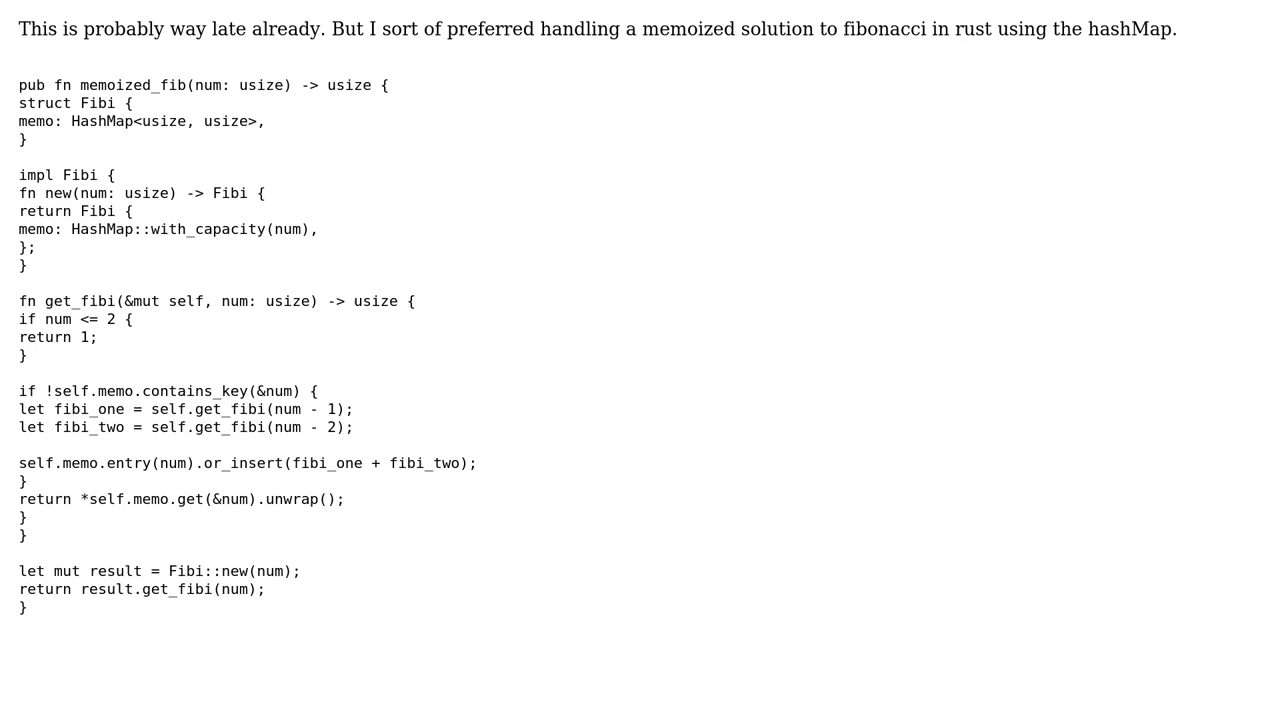 This is probably way late already. But I sort of preferred handling a memoized solution to fibonacci in rust using the hashMap.
pub fn memoized_fib(num: usize) -> usize {
struct Fibi {
memo: HashMap<usize, usize>,
}
impl Fibi {
fn new(num: usize) -> Fibi {
return Fibi {
memo: HashMap::with_capacity(num),
};
}
fn get_fibi(&mut self, num: usize) -> usize {
if num <= 2 {
return 1;
}
if !self.memo.contains_key(&num) {
let fibi_one = self.get_fibi(num - 1);
let fibi_two = self.get_fibi(num - 2);
self.memo.entry(num).or_insert(fibi_one + fibi_two);
}
return *self.memo.get(&num).unwrap();
}
}
let mut result = Fibi::new(num);
return result.get_fibi(num);
}